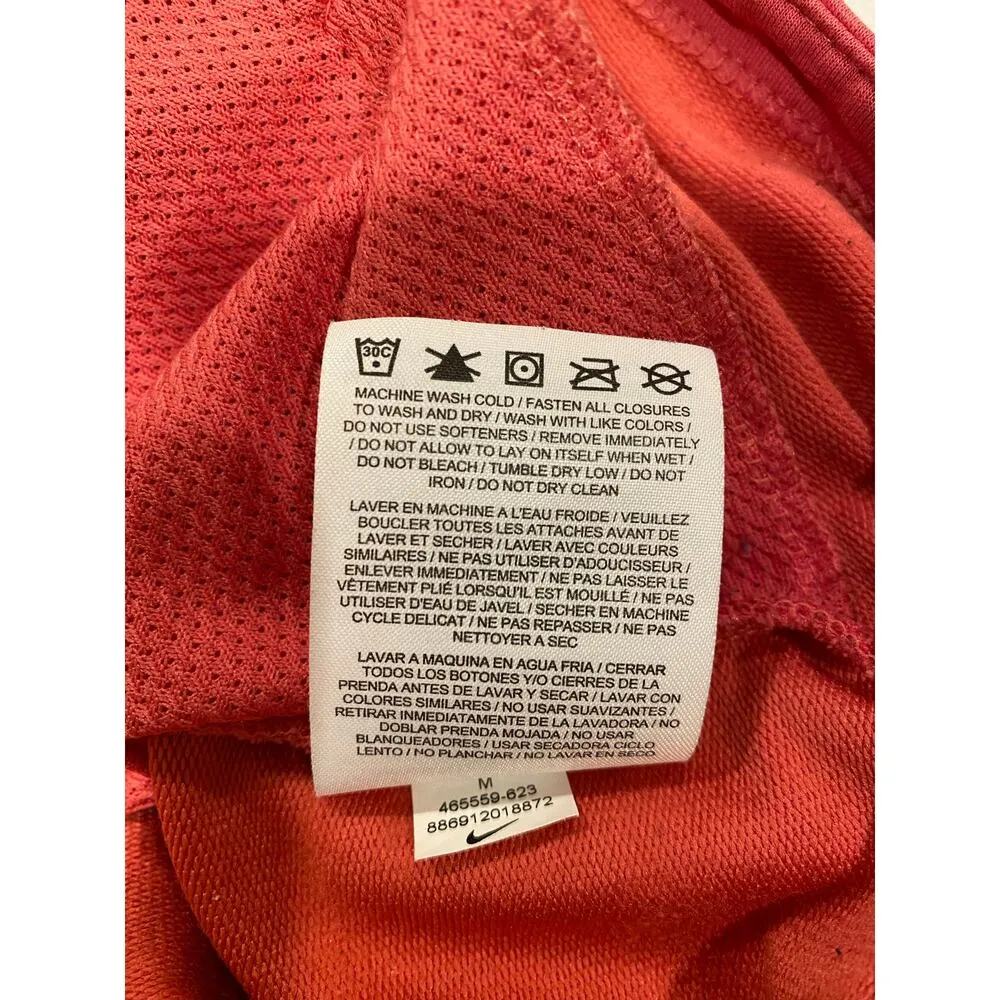 30C
MACHINE WASH COLD / FASTEN ALL CLOSURES
TO WASH AND DRY / WASH WITH LIKE COLORS /
DO NOT USE SOFTENERS / REMOVE IMMEDIATELY
/ DO NOT ALLOW TO LAY ON ITSELF WHEN WET /
DO NOT BLEACH / TUMBLE DRY LOW / DO NOT
IRON / DO NOT DRY CLEAN
LAVER EN MACHINE A L'EAU FROIDE / VEUILLEZ
BOUCLER TOUTES LES ATTACHES AVANT DE
LAVER ET SECHER / LAVER AVEC COULEURS
SIMILAIRES / NE PAS UTILISER D'ADOUCISSEUR /
ENLEVER IMMEDIATEMENT / NE PAS LAISSER LE
VÊTEMENT PLIÉ LORSQU'IL EST MOUILLÉ / NE PAS
UTILISER D'EAU DE JAVEL / SECHER EN MACHINE
CYCLE DELICAT / NE PAS REPASSER / NE PAS
NETTOYER A SEC
LAVAR A MAQUINA EN AGUA FRIA / CERRAR
TODOS LOS BOTONES Y/O CIERRES DE LA
PRENDA ANTES DE LAVAR Y SECAR / LAVAR CON
COLORES SIMILARES / NO USAR SUAVIZANTES /
RETIRAR INMEDIATAMENTE DE LA LAVADORA / NO
DOBLAR PRENDA MOJADA / NO USAR
BLANQUEADORES / USAR SECADORA CICLO
LENTO / NO PLANCHAR / NO LAVAR EN SECO
M
465559-623
886912018872